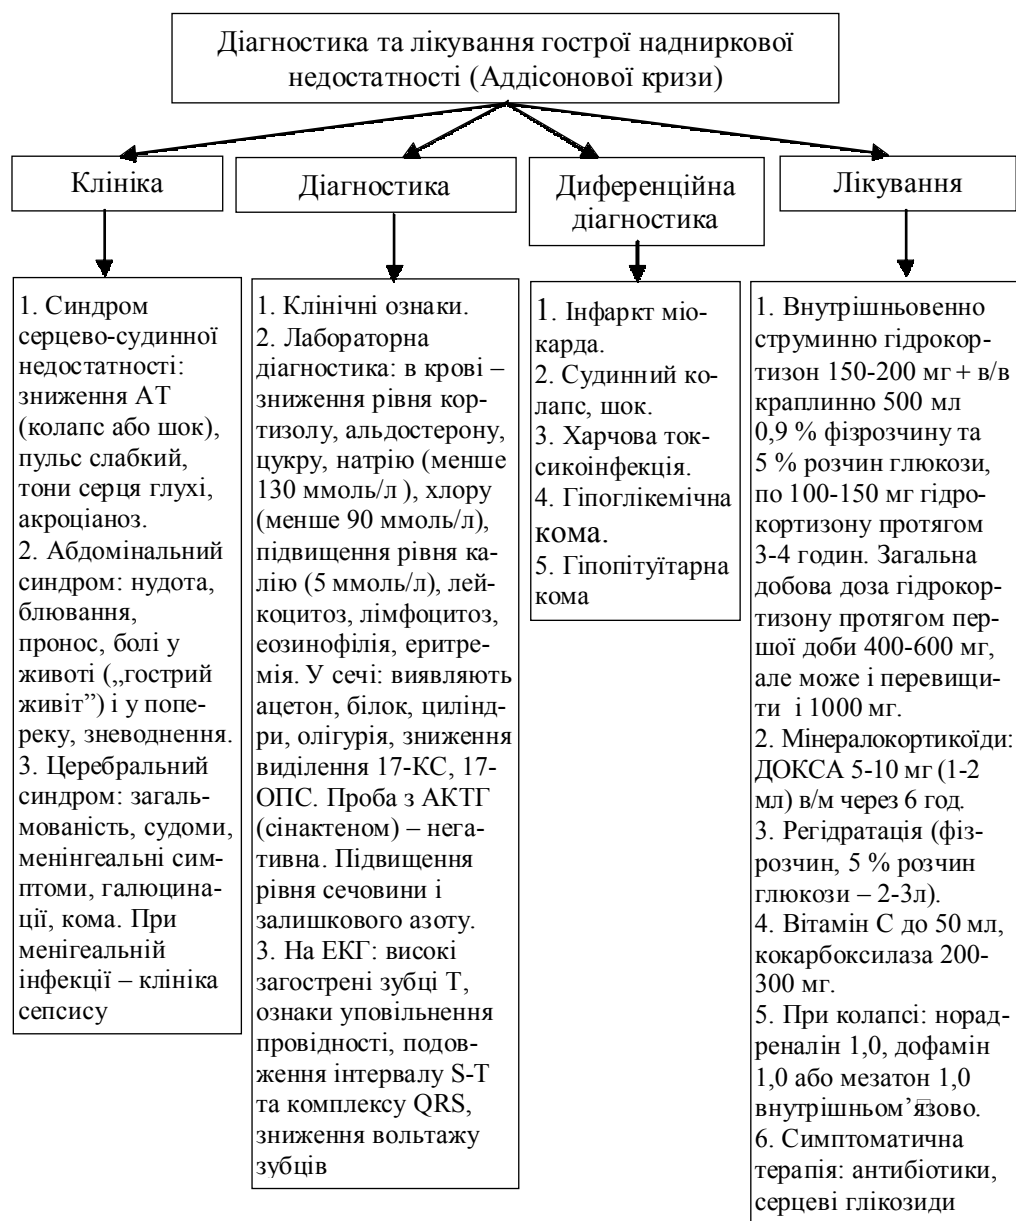 Діагностика та лікування гострої надниркової
недостатності (Аддісонової кризи)
Клініка
Діагностика
Диференційна
діагностика
Лікування
1. Синдром
серцево-судинної
недостатності:
зниження АТ
(колапс або шок),
пульс слабкий,
тони серця глухі,
акроціаноз.
2. Абдомінальний
синдром: нудота,
блювання,
пронос, болі у
животі („гострий
живіт”) і у попе-
реку, зневоднення.
3. Церебральний
синдром: загаль-
мованість, судоми,
менінгеальні сим-
птоми, галюцина-
ції, кома. При
менігеальній
інфекції – клініка
сепсису
1. Клінічні ознаки.
2. Лабораторна
діагностика: в крові –
зниження рівня кор-
тизолу, альдостерону,
цукру, натрію (менше
130 ммоль/л ), хлору
(менше 90 ммоль/л),
підвищення рівня ка-
лію (5 ммоль/л), лей-
коцитоз, лімфоцитоз,
еозинофілія, еритре-
мія. У сечі: виявляють
ацетон, білок, цилінд-
ри, олігурія, зниження
виділення 17-КС, 17-
ОПС. Проба з АКТГ
(сінактеном) – нега-
тивна. Підвищення
рівня сечовини і
залишкового азоту.
3. На ЕКГ: високі
загострені зубці Т,
ознаки уповільнення
провідності, подов-
ження інтервалу S-T
та комплексу QRS,
зниження вольтажу
зубців
1. Інфаркт міо-
карда.
2. Судинний ко-
лапс, шок.
3. Харчова ток-
сикоінфекція.
4. Гіпоглікемічна
кома.
5. Гіпопітуїтарна
кома
1. Внутрішньовенно
струминно гідрокор-
тизон 150-200 мг + в/в
краплинно 500 мл
0,9 % фізрозчину та
5 % розчин глюкози,
по 100-150 мг гідро-
кортизону протягом
3-4 годин. Загальна
добова доза гідрокор-
тизону протягом пер-
шої доби 400-600 мг,
але може і перевищи-
ти і 1000 мг.
2. Мінералокортикоїди:
ДОКСА 5-10 мг (1-2
мл) в/м через 6 год.
3. Регідратація (фіз-
розчин, 5 % розчин
глюкози – 2-3л).
4. Вітамін С до 50 мл,
кокарбоксилаза 200-
300 мг.
5. При колапсі: норад-
реналін 1,0, дофамін
1,0 або мезатон 1,0
внутрішньом’язово.
6. Симптоматична
терапія: антибіотики,
серцеві глікозиди